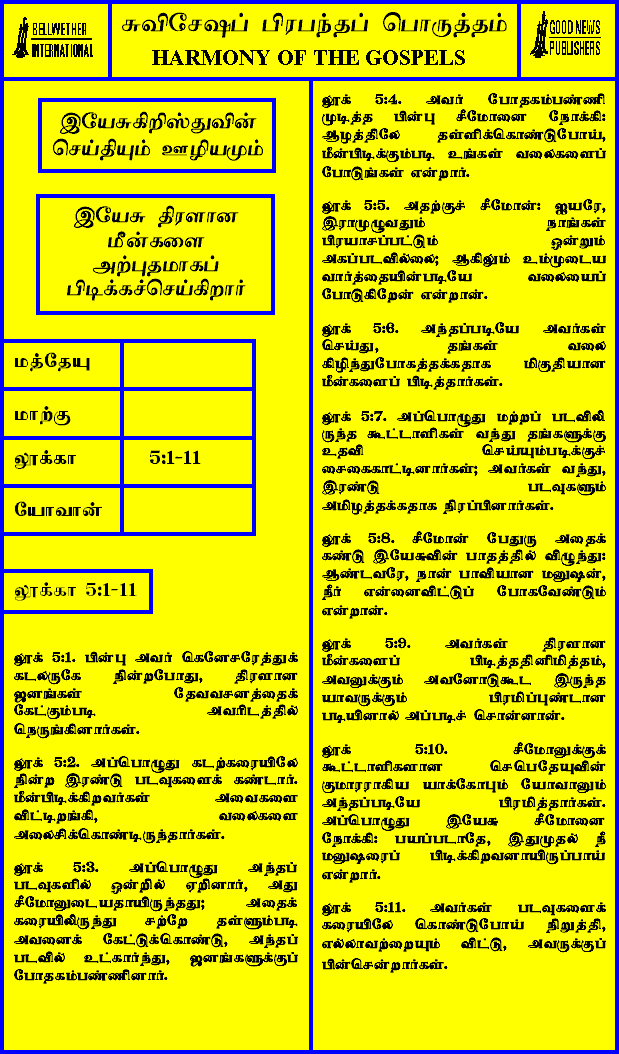 BELLWETHER
INTERNATIONAL
சுவிசேஷப் பிரபந்தப் பொருத்தம்
HARMONY OF THE GOSPELS
GOOD NEWS
PUBLISHERS
இயேசுகிறிஸ்துவின்
செய்தியும் ஊழியமும்
இயேசு திரளான
மீன்களை
அற்புதமாகப்
பிடிக்கச்செய்கிறார்
மத்தேயு
மாற்கு
லூக்கா 5:1-11
யோவான்
லூக்கா 5:1-11
லூக் 5:1. பின்பு அவர் கெனேசரேத்துக்
கடலருகே நின்றபோது, திரளான
ஜனங்கள் தேவவசனத்தைக்
கேட்கும்படி அவரிடத்தில்
நெருங்கினார்கள்.
லூக் 5:2. அப்பொழுது கடற்கரையிலே
நின்ற இரண்டு படவுகளைக் கண்டார்.
மீன்பிடிக்கிறவர்கள் அவைகளை
விட்டிறங்கி, வலைகளை
அலைசிக்கொண்டிருந்தார்கள்.
லூக் 5:3. அப்பொழுது அந்தப்
படவுகளில் ஒன்றில் ஏறினார், அது
சீமோனுடையதாயிருந்தது; அதைக்
கரையிலிருந்து சற்றே தள்ளும்படி
அவனைக் கேட்டுக்கொண்டு, அந்தப்
படவில் உட்கார்ந்து, ஜனங்களுக்குப்
போதகம்பண்ணினார்.
லூக் 5:4. அவர் போதகம்பண்ணி
முடித்த பின்பு சீமோனை நோக்கி:
ஆழத்திலே தள்ளிக்கொண்டுபோய்,
மீன்பிடிக்கும்படி உங்கள் வலைகளைப்
போடுங்கள் என்றார்.
லூக் 5:5. அதற்குச் சீமோன்: ஐயரே,
இராமுழுவதும் நாங்கள்
பிரயாசப்பட்டும் ஒன்றும்
அகப்படவில்லை; ஆகிலும் உம்முடைய
வார்த்தையின்படியே வலையைப்
போடுகிறேன் என்றான்.
லூக் 5:6. அந்தப்படியே அவர்கள்
செய்து, தங்கள் வலை
கிழிந்துபோகத்தக்கதாக மிகுதியான
மீன்களைப் பிடித்தார்கள்.
லூக் 5:7. அப்பொழுது மற்றப் படவிலி
ருந்த கூட்டாளிகள் வந்து தங்களுக்கு
உதவி செய்யும்படிக்குச்
சைகைகாட்டினார்கள்; அவர்கள் வந்து,
இரண்டு படவுகளும்
அமிழத்தக்கதாக நிரப்பினார்கள்.
லூக் 5:8. சீமோன் பேதுரு அதைக்
கண்டு இயேசுவின் பாதத்தில் விழுந்து:
ஆண்டவரே, நான் பாவியான மனுஷன்,
நீர் என்னைவிட்டுப் போகவேண்டும்
என்றான்.
லூக் 5:9. அவர்கள் திரளான
மீன்களைப் பிடித்ததினிமித்தம்,
அவனுக்கும் அவனோடுகூட இருந்த
யாவருக்கும் பிரமிப்புண்டான
படியினால் அப்படிச் சொன்னான்.
லூக் 5:10. சீமோனுக்குக்
கூட்டாளிகளான செபெதேயுவின்
குமாரராகிய யாக்கோபும் யோவானும்
அந்தப்படியே பிரமித்தார்கள்.
அப்பொழுது இயேசு சீமோனை
நோக்கி: பயப்படாதே, இதுமுதல் நீ
மனுஷரைப் பிடிக்கிறவனாயிருப்பாய்
என்றார்.
லூக் 5:11. அவர்கள் படவுகளைக்
கரையிலே கொண்டுபோய் நிறுத்தி,
எல்லாவற்றையும் விட்டு, அவருக்குப்
பின்சென்றார்கள்.